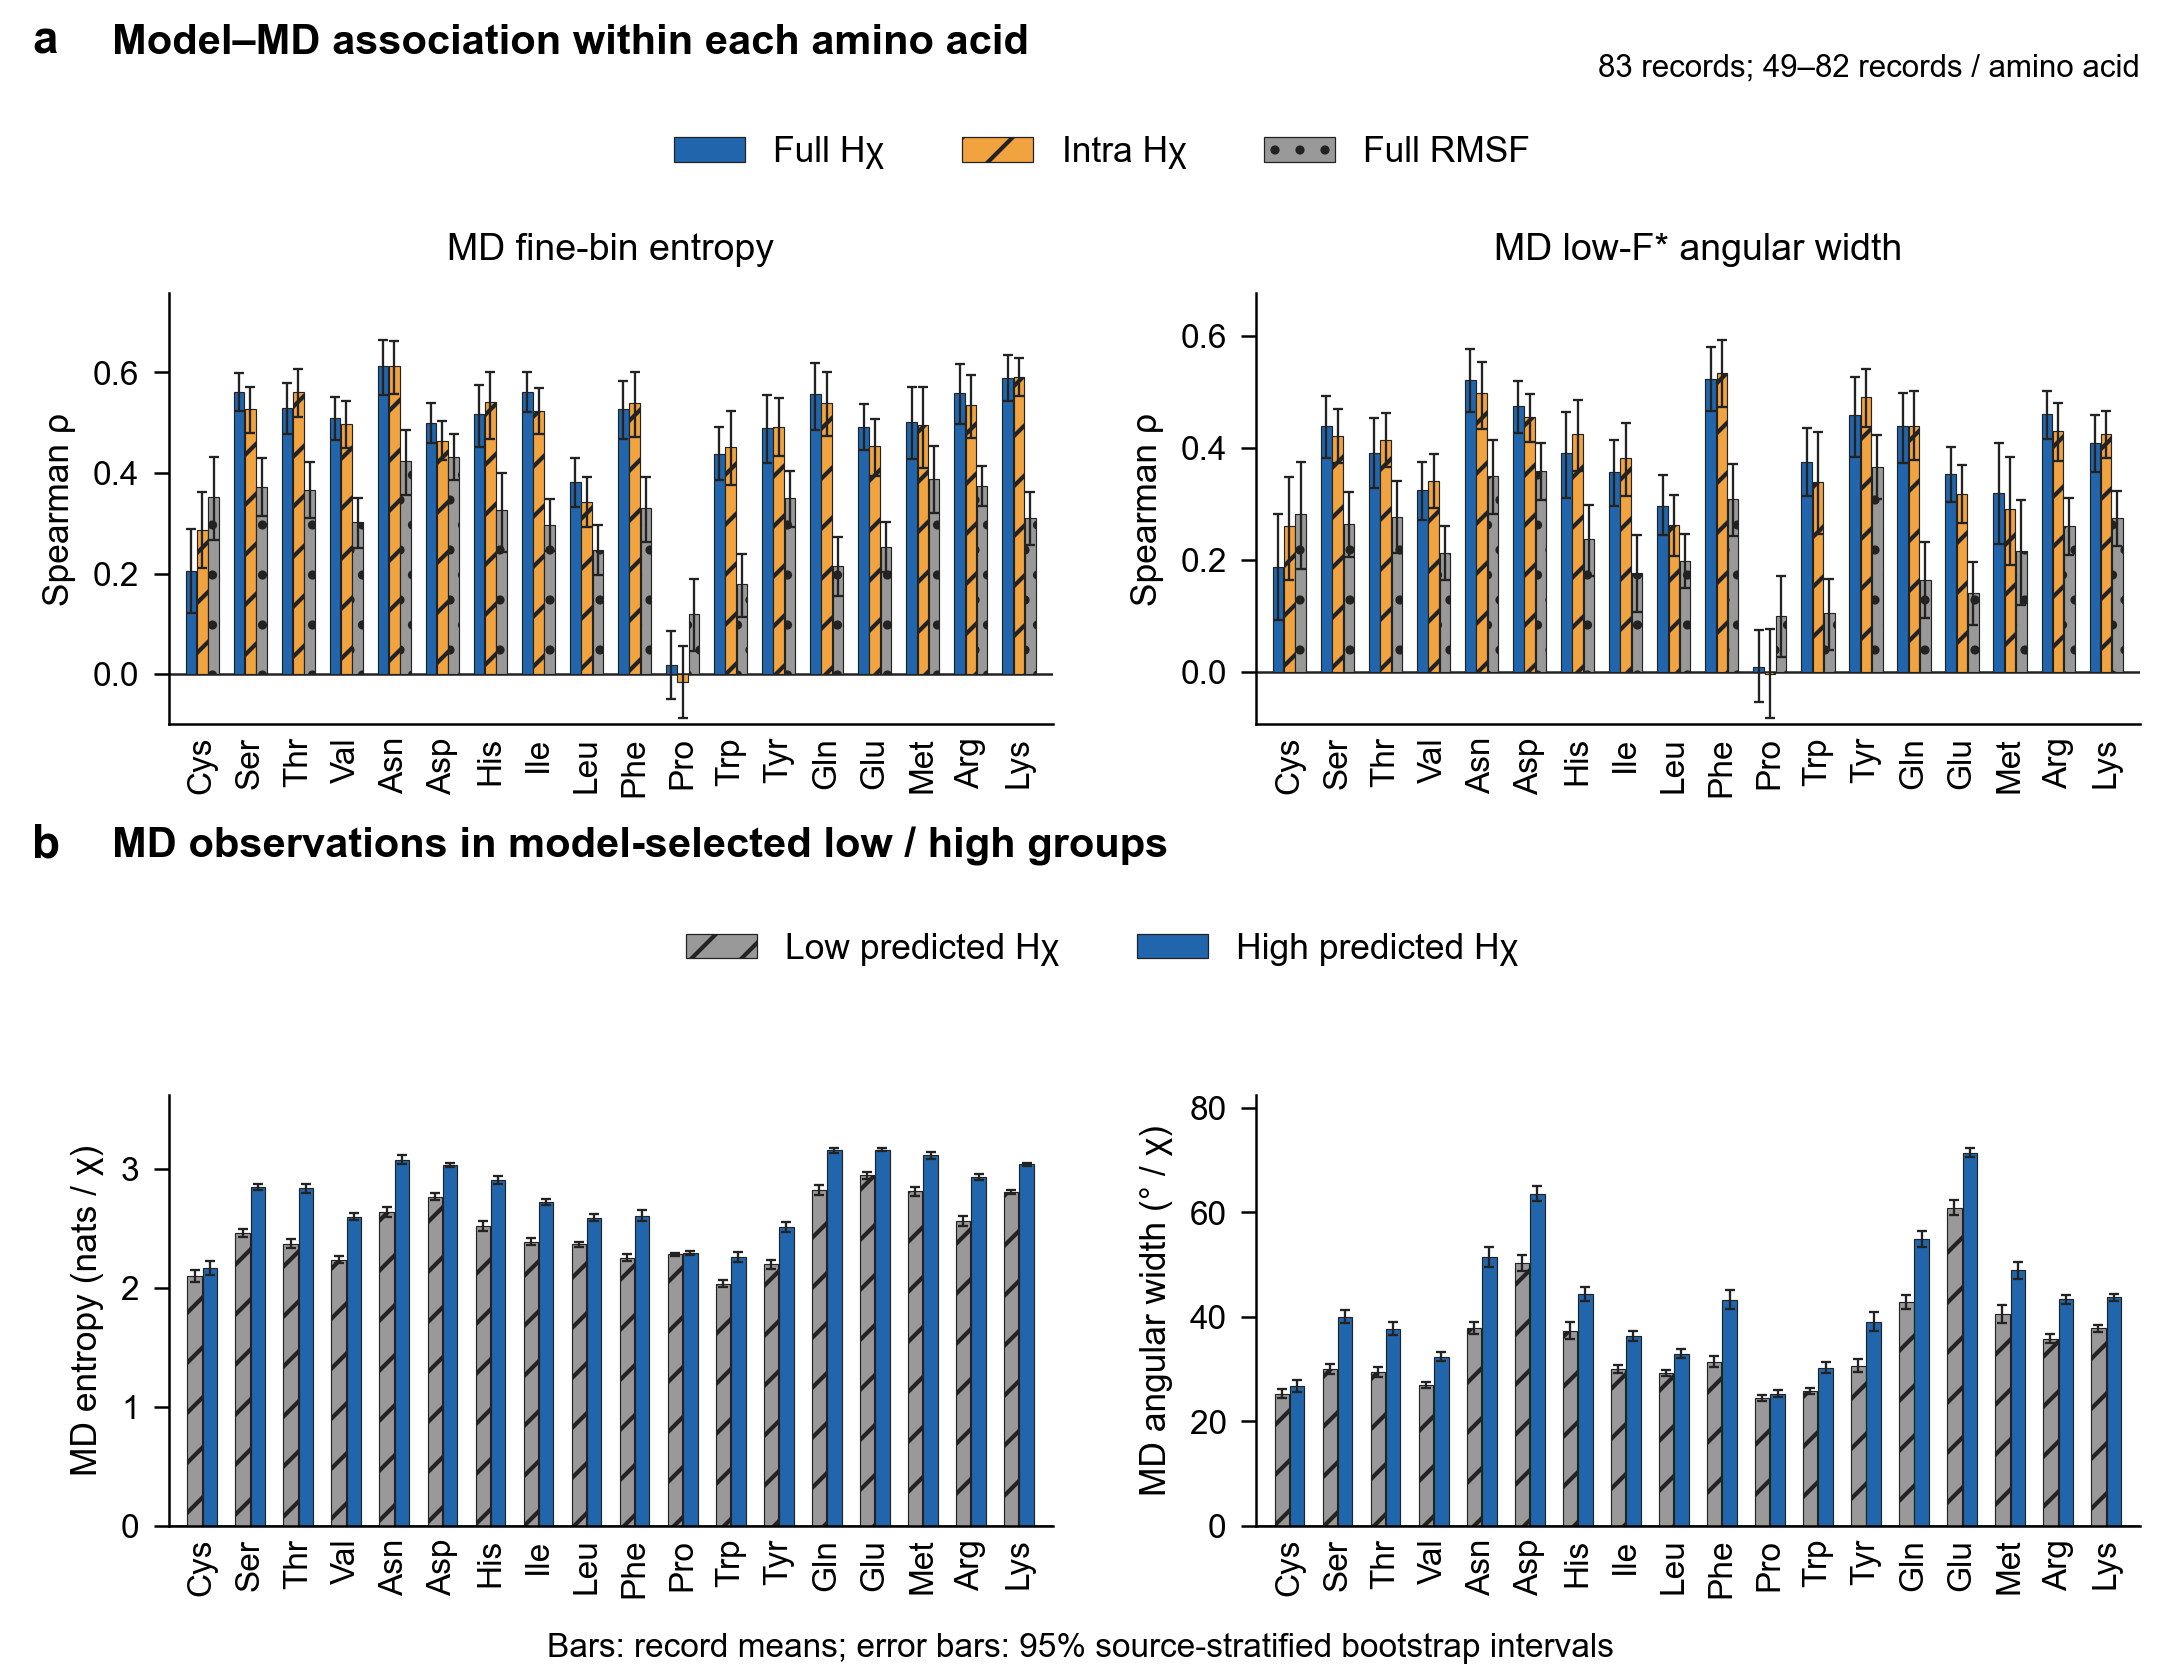 a Model–MD association within each amino acid
83 records; 49–82 records / amino acid
Full Hχ Intra Hχ Full RMSF
MD fine-bin entropy
Spearman ρ
0.6
0.4
0.2
0.0
Cys Ser Thr Val Asn Asp His Ile Leu Phe Pro Trp Tyr Gln Glu Met Arg Lys
MD low-F* angular width
Spearman ρ
0.6
0.4
0.2
0.0
Cys Ser Thr Val Asn Asp His Ile Leu Phe Pro Trp Tyr Gln Glu Met Arg Lys
b MD observations in model-selected low / high groups
Low predicted Hχ High predicted Hχ
MD entropy (nats / χ)
3
2
1
0
Cys Ser Thr Val Asn Asp His Ile Leu Phe Pro Trp Tyr Gln Glu Met Arg Lys
MD angular width (° / χ)
80
60
40
20
0
Cys Ser Thr Val Asn Asp His Ile Leu Phe Pro Trp Tyr Gln Glu Met Arg Lys
Bars: record means; error bars: 95% source-stratified bootstrap intervals